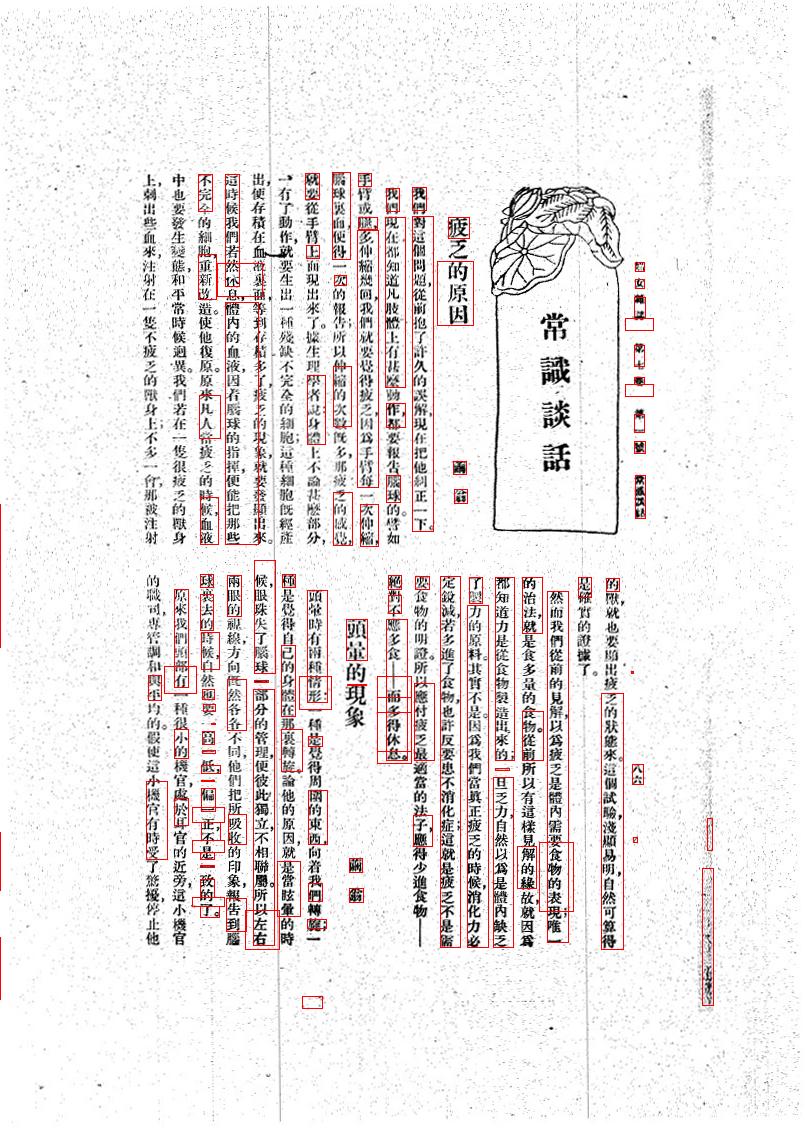 婦女雜誌 第七卷 第一號 常識談話
八六
常識談話
疲乏的原因
繭翁
我們對這個問題從前抱了許久的誤解現在把他糾正一下。
我們現在都知道凡肢體上有甚麼動作都要報告腦球的譬如
手臂或腿多伸縮幾回我們就要覺得疲乏因爲手臂每一次伸縮,
腦球裏面便得一次的報告所以伸縮的次數旣多那疲乏的感覺,
就要從手臂上面現出來了。據生理學者說身體上不論甚麼部分,
一有了動作就要生出一種殘缺不完全的細胞;這種細胞旣經產
出便存積在血液裏面等到存積多了疲乏的現象就要發顯出來。
這時候我們若然休息體內的血液因着腦球的指揮便能把那些
不完全的細胞重新改造使他復原。原來凡人當疲乏的時候血液
中也要發生變態和平常時候迥異。我們若在一隻很疲乏的獸身
上刺出些血來注射在一隻不疲乏的獸身上;不多一會那被注射
的獸就也要顯出疲乏的狀態來。這個試驗淺顯易明自然可算得
是確實的證據了。
然而我們從前的見解以爲疲乏是體內需要食物的表現唯一
的治法就是食多量的食物。從前所以有這樣見解的緣故就因爲
都知道力是從食物製造出來的一旦乏力自然以爲是體內缺乏
了製力的原料。其實不是。因爲我們當眞正疲乏的時候消化力必
定銳減若多進了食物也許反要患不消化症;這就是疲乏不是需
要食物的明證。所以應付疲乏最適當的法子應得少進食物——
絕對不應多食——而多得休息。
頭暈的現象
繭翁
頭暈時有兩種情形:一種是覺得周圍的東西向着我們轉旋;一
種是覺得自己的身體在那裏轉旋。論他的原因就是當眩暈的時
候,眼珠失了腦球一部分的管理便彼此獨立不相聯屬。所以左右
兩眼的視線方向旣然各各不同他們把所吸收的印象報告到腦
球裏去的時候自然迴要一高一低,一偏一正不是一致的了。
原來我們頭部有一種很小的機官處於耳官的近旁這小機官
的職司專管調和與平均的假使這小機官有時受了驚擾停止他